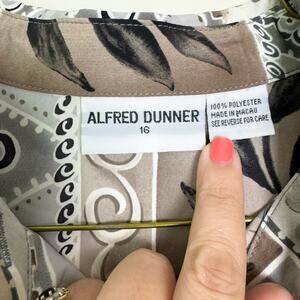 ALFRED DUNNER
16
100% POLYESTER
MADE IN MACAU
SEE REVERSE FOR CARE